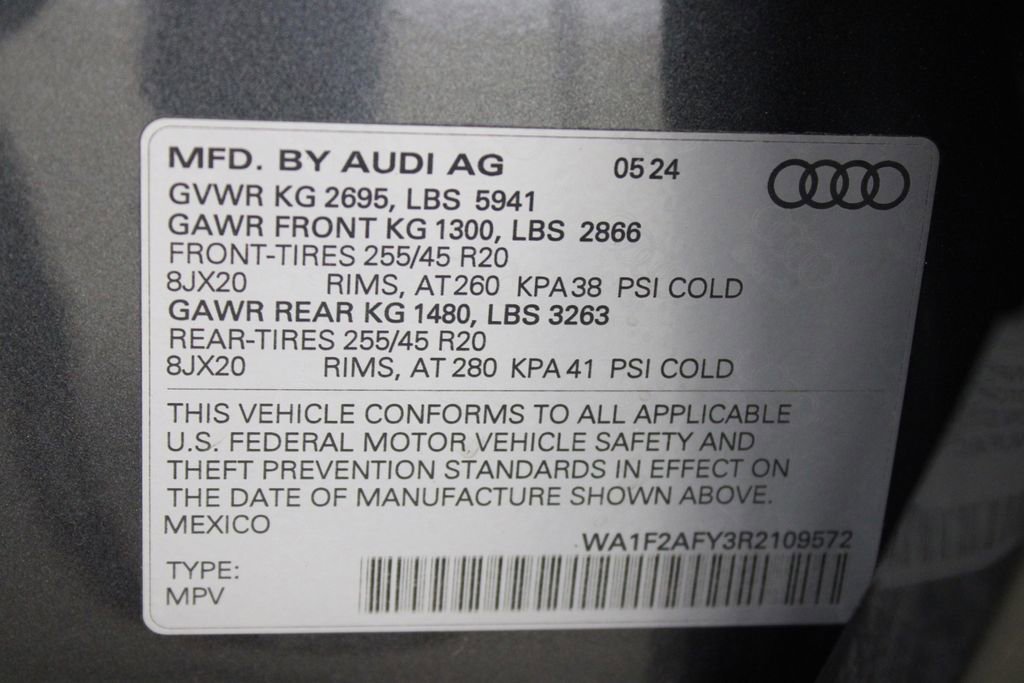 MFD. BY AUDI AG 05 24
GVWR KG 2695, LBS 5941
GAWR FRONT KG 1300, LBS 2866
FRONT-TIRES 255/45 R20
8JX20 RIMS, AT 260 KPA 38 PSI COLD
GAWR REAR KG 1480, LBS 3263
REAR-TIRES 255/45 R20
8JX20 RIMS, AT 280 KPA 41 PSI COLD
THIS VEHICLE CONFORMS TO ALL APPLICABLE
U.S. FEDERAL MOTOR VEHICLE SAFETY AND
THEFT PREVENTION STANDARDS IN EFFECT ON
THE DATE OF MANUFACTURE SHOWN ABOVE.
MEXICO
WA1F2AFY3R2109572
TYPE:
MPV